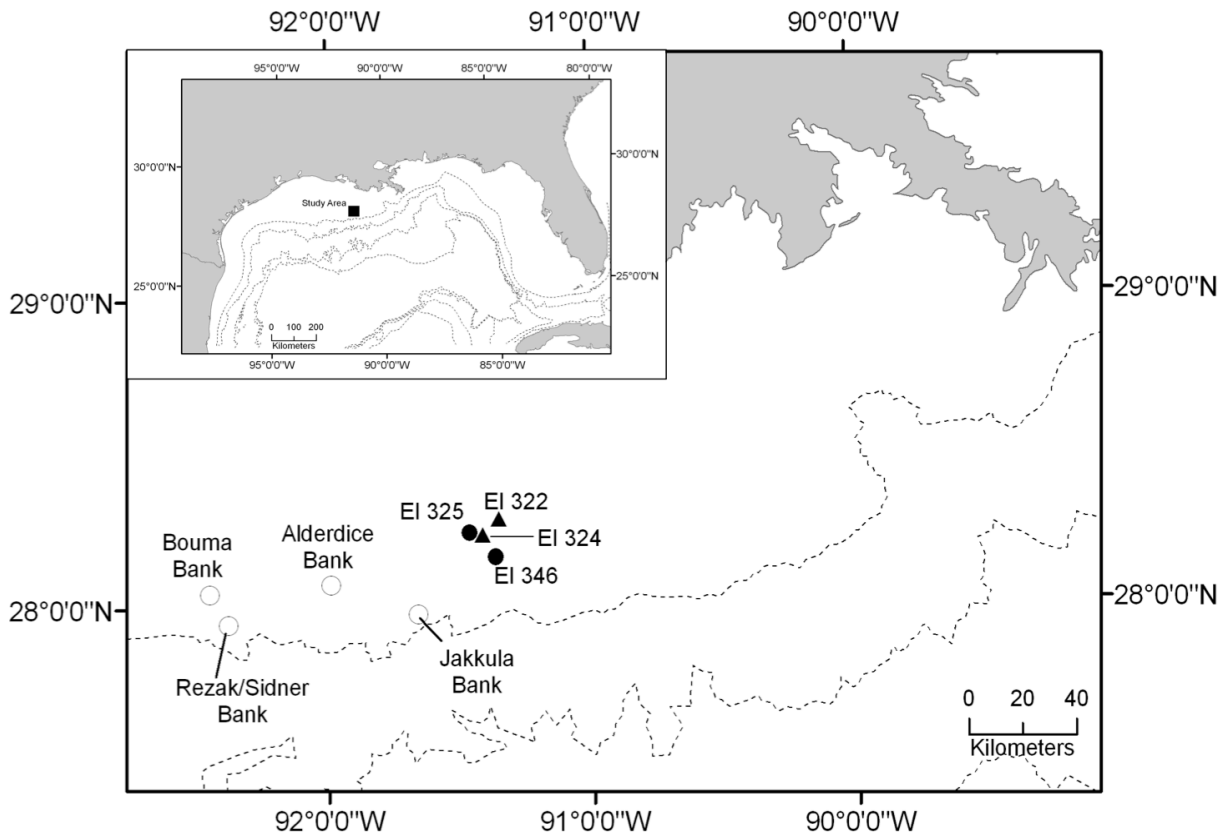 92°0'0"W 91°0'0"W 90°0'0"W
95°0'0"W 90°0'0"W 85°0'0"W 80°0'0"W
30°0'0"N 30°0'0"N
Study Area
25°0'0"N 25°0'0"N
0 100 200
Kilometers
95°0'0"W 90°0'0"W 85°0'0"W
29°0'0"N 29°0'0"N
EI 322
EI 325
EI 324
EI 346
Alderdice
Bank
Bouma
Bank
28°0'0"N 28°0'0"N
Jakkula
Bank
Rezak/Sidner
Bank
0 20 40
Kilometers
92°0'0"W 91°0'0"W 90°0'0"W